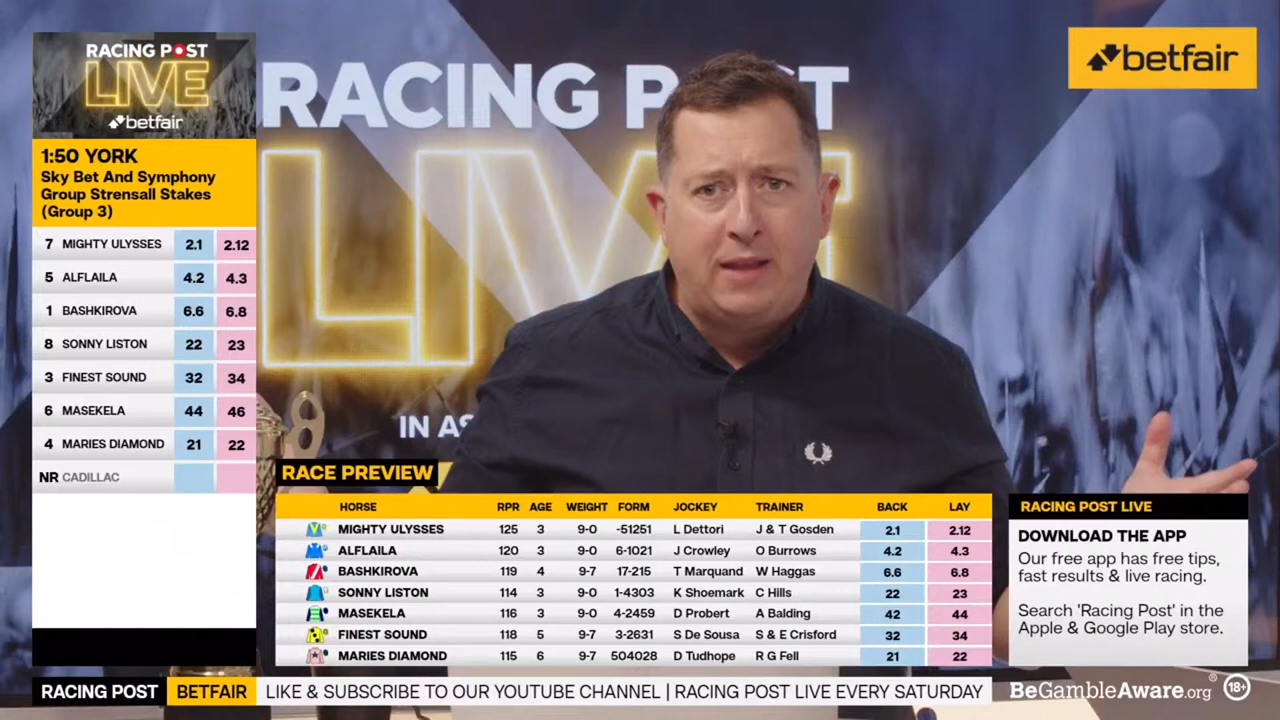 RACING POST
LIVE
betfair
1:50 YORK
Sky Bet And Symphony
Group Strensall Stakes
(Group 3)
7 MIGHTY ULYSSES 2.1 2.12
5 ALFLAILA 4.2 4.3
1 BASHKIROVA 6.6 6.8
8 SONNY LISTON 22 23
3 FINEST SOUND 32 34
6 MASEKELA 44 46
4 MARIES DIAMOND 21 22
NR CADILLAC
RACING P ST
LIV
IN AS
betfair
RACE PREVIEW
HORSE RPR AGE WEIGHT FORM JOCKEY TRAINER BACK LAY
MIGHTY ULYSSES 125 3 9-0 -51251 L Dettori J & T Gosden 2.1 2.12
ALFLAILA 120 3 9-0 6-1021 J Crowley O Burrows 4.2 4.3
BASHKIROVA 119 4 9-7 17-215 T Marquand W Haggas 6.6 6.8
SONNY LISTON 114 3 9-0 1-4303 K Shoemark C Hills 22 23
MASEKELA 116 3 9-0 4-2459 D Probert A Balding 42 44
FINEST SOUND 118 5 9-7 3-2631 S De Sousa S & E Crisford 32 34
MARIES DIAMOND 115 6 9-7 504028 D Tudhope R G Fell 21 22
RACING POST LIVE
DOWNLOAD THE APP
Our free app has free tips,
fast results & live racing.
Search 'Racing Post' in the
Apple & Google Play store.
RACING POST BETFAIR LIKE & SUBSCRIBE TO OUR YOUTUBE CHANNEL | RACING POST LIVE EVERY SATURDAY BeGambleAware.org® 18+